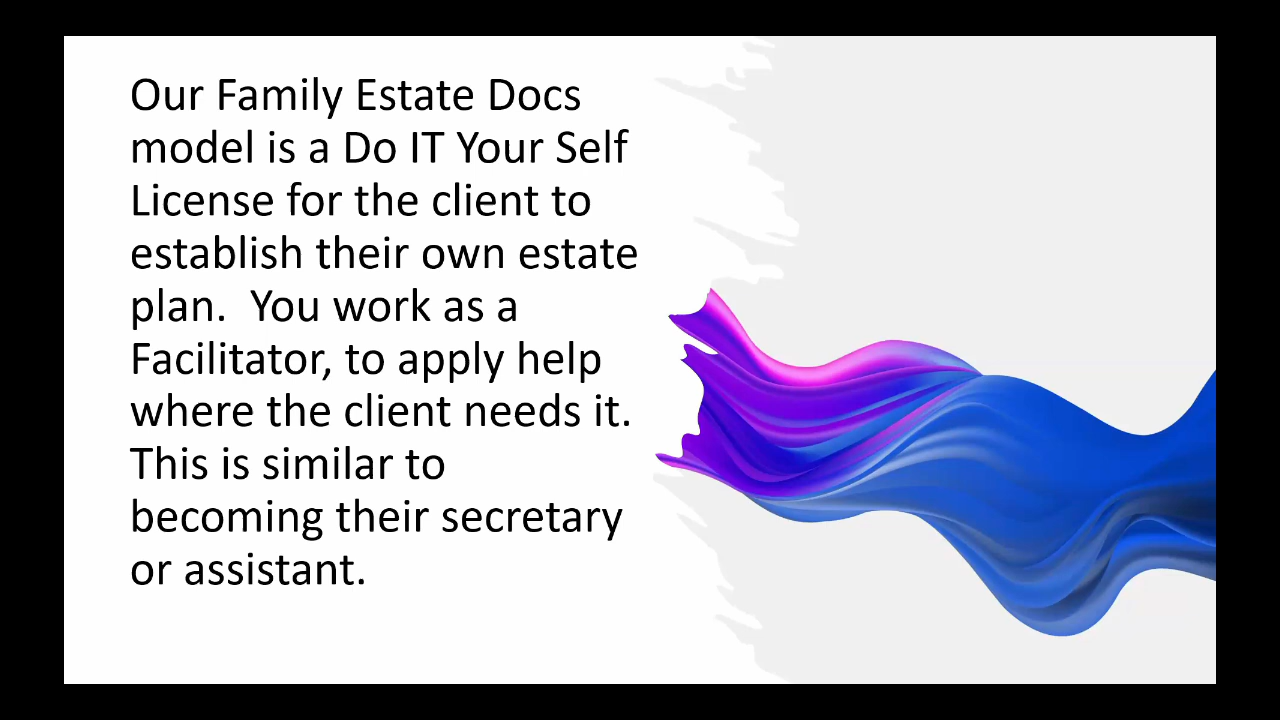 Our Family Estate Docs
model is a Do IT Your Self
License for the client to
establish their own estate
plan.  You work as a
Facilitator, to apply help
where the client needs it.
This is similar to
becoming their secretary
or assistant.